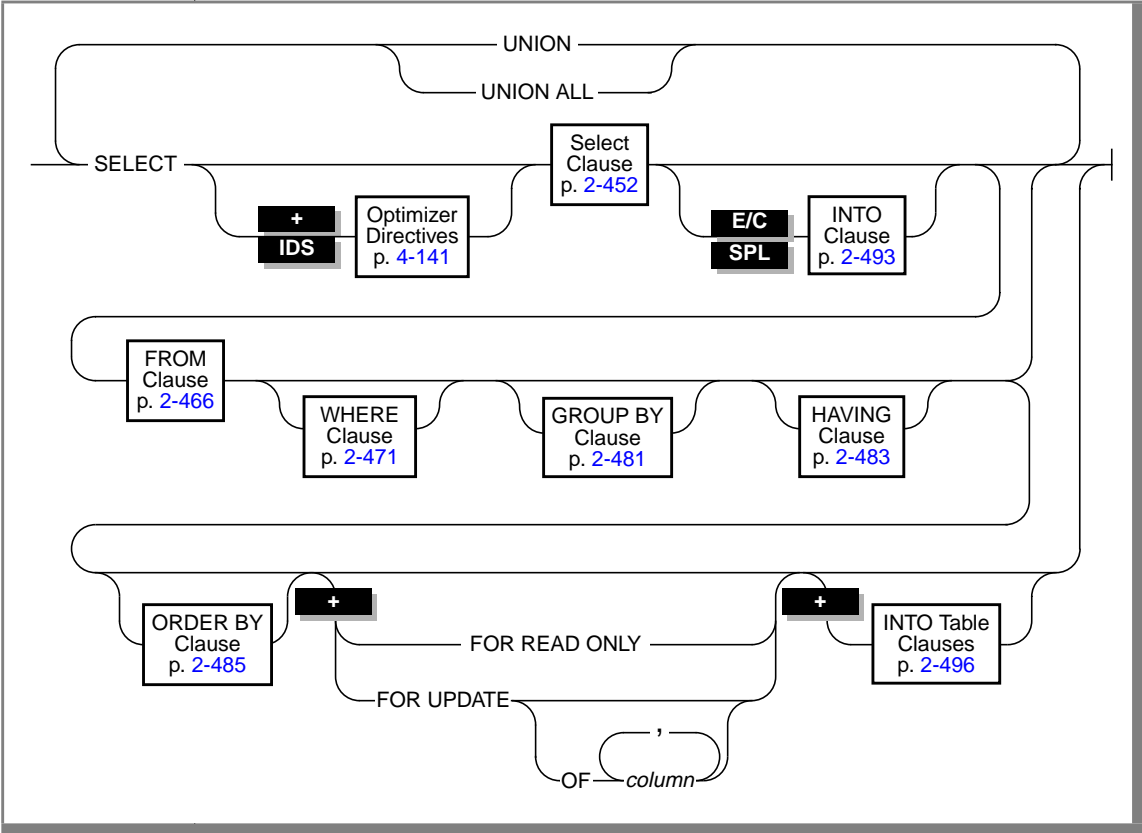 UNION
UNION ALL
SELECT
Select
Clause
p. 2-452
+
IDS
Optimizer
Directives
p. 4-141
E/C
SPL
INTO
Clause
p. 2-493
FROM
Clause
p. 2-466
WHERE
Clause
p. 2-471
GROUP BY
Clause
p. 2-481
HAVING
Clause
p. 2-483
ORDER BY
Clause
p. 2-485
+
FOR READ ONLY
FOR UPDATE
,
OF
column
+
INTO Table
Clauses
p. 2-496